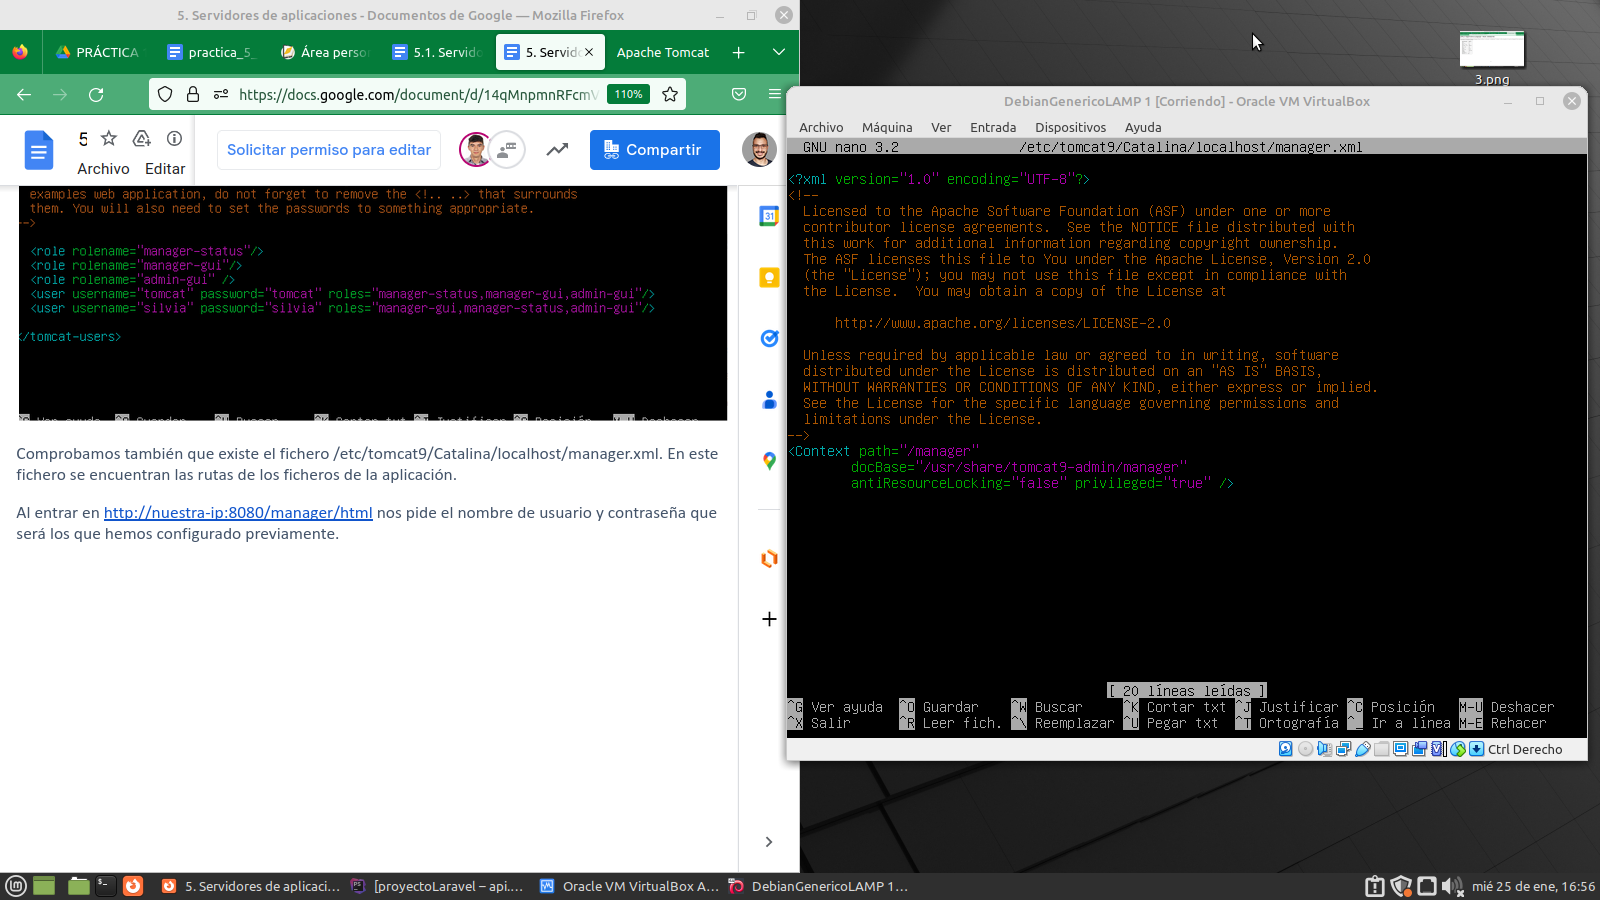 5. Servidores de aplicaciones - Documentos de Google — Mozilla Firefox
PRÁCTICA
practica_5_
Área perso
5.1. Servido
5. Servido
Apache Tomcat
https://docs.google.com/document/d/14qMnpmnRFcmV
110%
5
Archivo Editar
Solicitar permiso para editar
Compartir
examples web application, do not forget to remove the <!.. ..> that surrounds
them. You will also need to set the passwords to something appropriate.
-->
<role rolename="manager-status"/>
<role rolename="manager-gui"/>
<role rolename="admin-gui" />
<user username="tomcat" password="tomcat" roles="manager-status,manager-gui,admin-gui"/>
<user username="silvia" password="silvia" roles="manager-gui,manager-status,admin-gui"/>
/tomcat-users>
Comprobamos también que existe el fichero /etc/tomcat9/Catalina/localhost/manager.xml. En este
fichero se encuentran las rutas de los ficheros de la aplicación.
Al entrar en http://nuestra-ip:8080/manager/html nos pide el nombre de usuario y contraseña que
será los que hemos configurado previamente.
31
3.png
DebianGenericoLAMP 1 [Corriendo] - Oracle VM VirtualBox
Archivo Máquina Ver Entrada Dispositivos Ayuda
GNU nano 3.2 /etc/tomcat9/Catalina/localhost/manager.xml
<?xml version="1.0" encoding="UTF-8"?>
<!--
Licensed to the Apache Software Foundation (ASF) under one or more
contributor license agreements.  See the NOTICE file distributed with
this work for additional information regarding copyright ownership.
The ASF licenses this file to You under the Apache License, Version 2.0
(the "License"); you may not use this file except in compliance with
the License.  You may obtain a copy of the License at
http://www.apache.org/licenses/LICENSE-2.0
Unless required by applicable law or agreed to in writing, software
distributed under the License is distributed on an "AS IS" BASIS,
WITHOUT WARRANTIES OR CONDITIONS OF ANY KIND, either express or implied.
See the License for the specific language governing permissions and
limitations under the License.
-->
<Context path="/manager"
docBase="/usr/share/tomcat9-admin/manager"
antiResourceLocking="false" privileged="true" />
[ 20 líneas leídas ]
^G Ver ayuda ^O Guardar ^W Buscar ^K Cortar txt ^J Justificar ^C Posición M-U Deshacer
^X Salir ^R Leer fich. ^\ Reemplazar ^U Pegar txt ^T Ortografía ^_ Ir a línea M-E Rehacer
Ctrl Derecho
5. Servidores de aplicaci...
[proyectoLaravel – api....
Oracle VM VirtualBox A...
DebianGenericoLAMP 1...
mié 25 de ene, 16:56